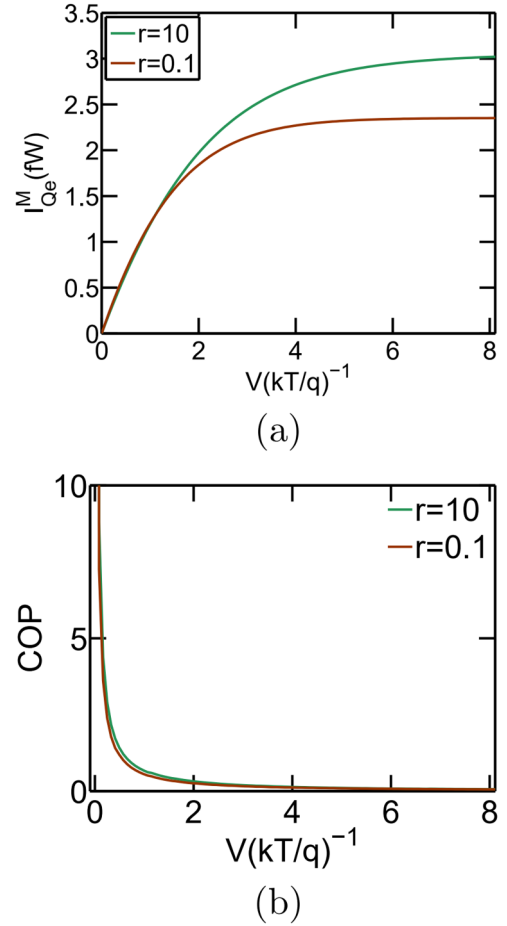 3.5
r=10
r=0.1
3
2.5
2
1.5
1
0.5
0
I^M_Qe(fW)
0 2 4 6 8
V(kT/q)^−1
(a)
10
r=10
r=0.1
5
0
COP
0 2 4 6 8
V(kT/q)^−1
(b)